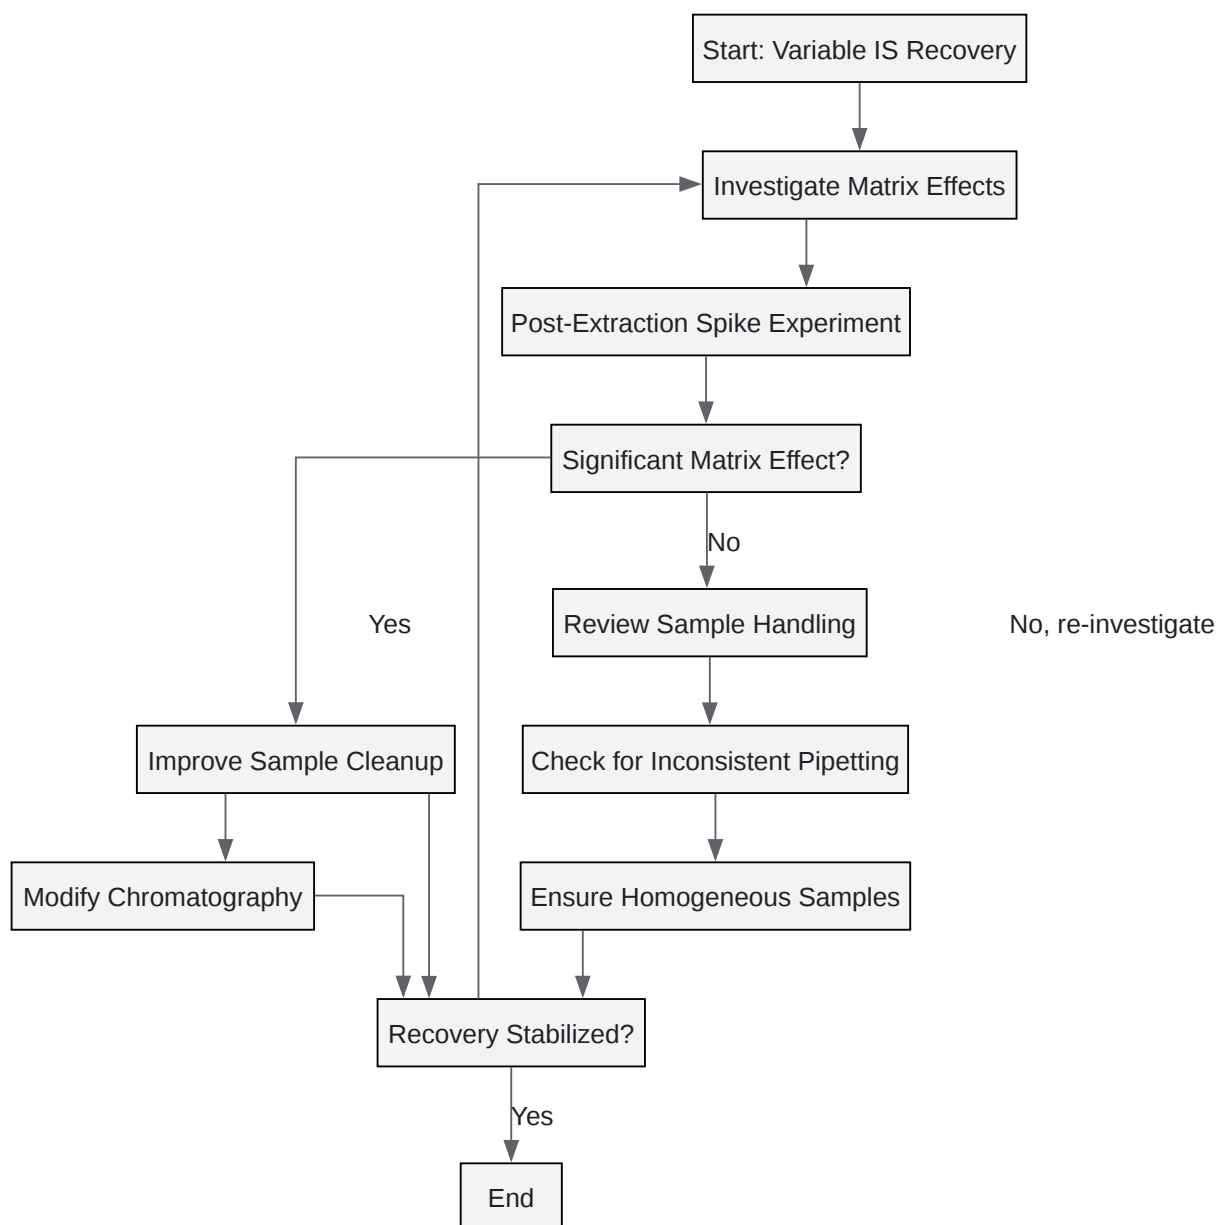 Start: Variable IS Recovery
Investigate Matrix Effects
Post-Extraction Spike Experiment
Significant Matrix Effect?
No
Yes
Review Sample Handling
No, re-investigate
Improve Sample Cleanup
Check for Inconsistent Pipetting
Modify Chromatography
Ensure Homogeneous Samples
Recovery Stabilized?
Yes
End